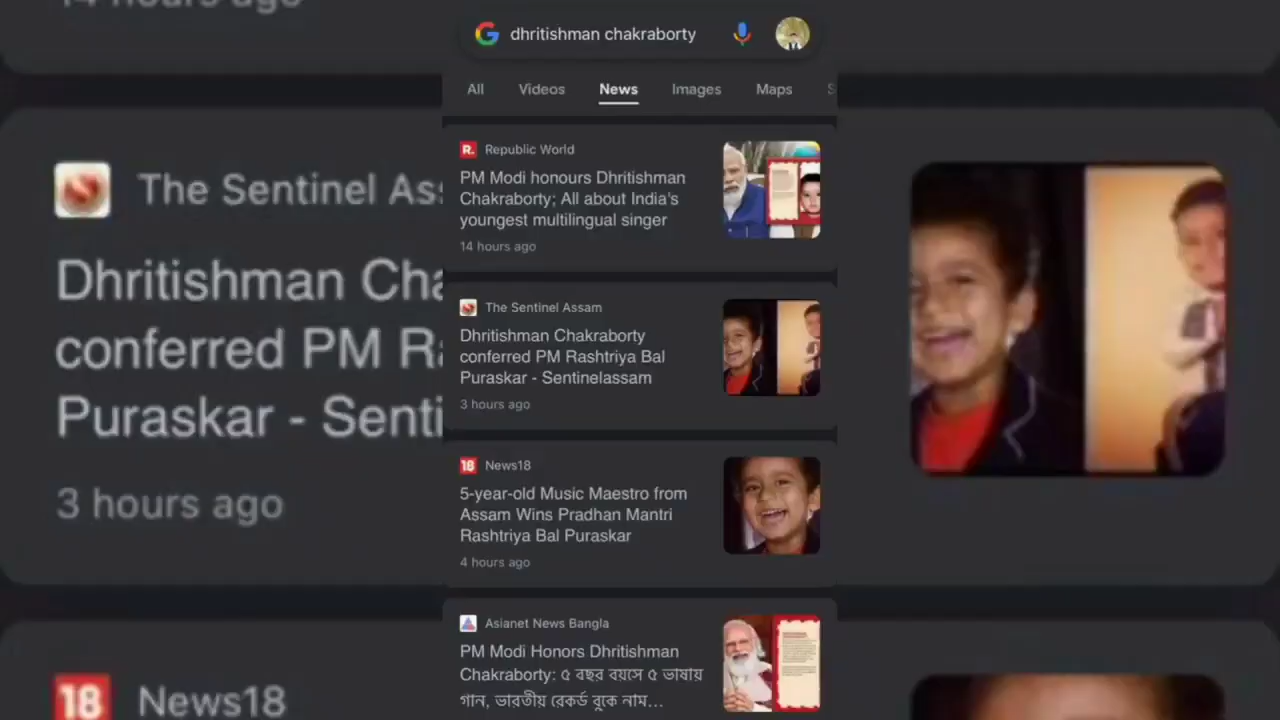 14 hours ago
dhritishman chakraborty
All Videos News Images Maps
R. Republic World
PM Modi honours Dhritishman
Chakraborty; All about India's
youngest multilingual singer
14 hours ago
The Sentinel Assam
Dhritishman Chakraborty
conferred PM Rashtriya Bal
Puraskar - Sentinelassam
3 hours ago
18 News18
5-year-old Music Maestro from
Assam Wins Pradhan Mantri
Rashtriya Bal Puraskar
4 hours ago
Asianet News Bangla
PM Modi Honors Dhritishman
Chakraborty: ৫ বছর বয়সে ৫ ভাষায়
গান, ভারতীয় রেকর্ড বুকে নাম...
The Sentinel Ass
Dhritishman Cha
conferred PM Ra
Puraskar - Senti
3 hours ago
18 News18